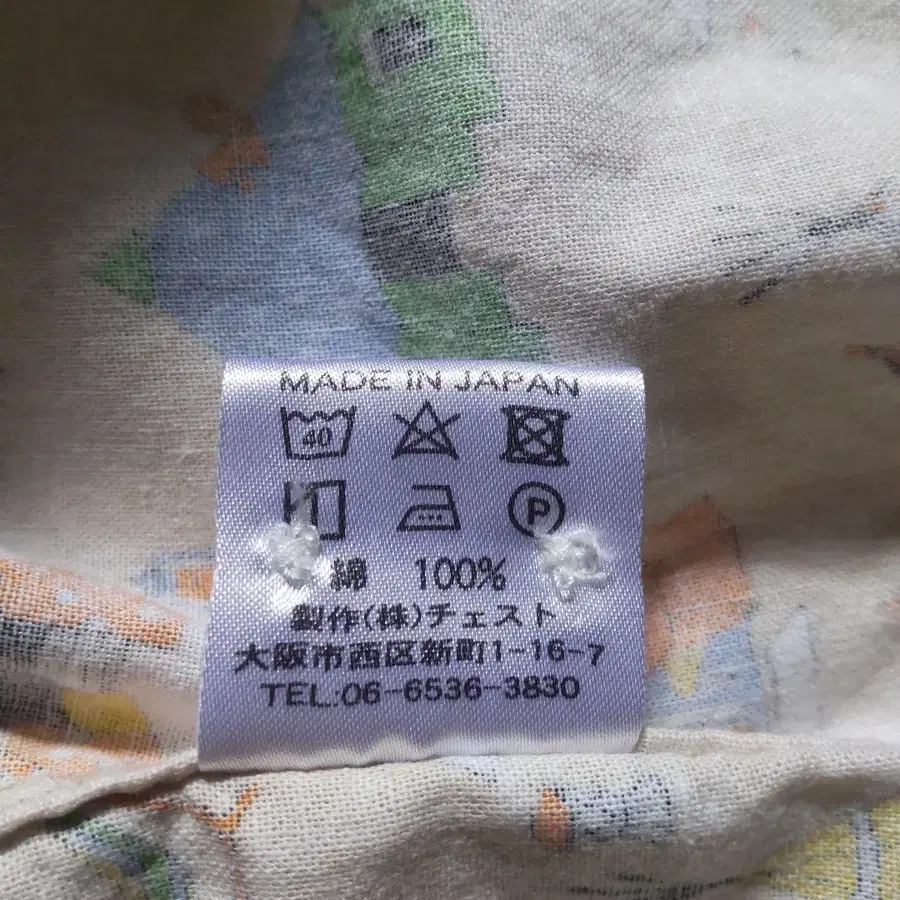 MADE IN JAPAN
40
P
綿 100%
製作(株)チェスト
大阪市西区新町1-16-7
TEL:06-6536-3830